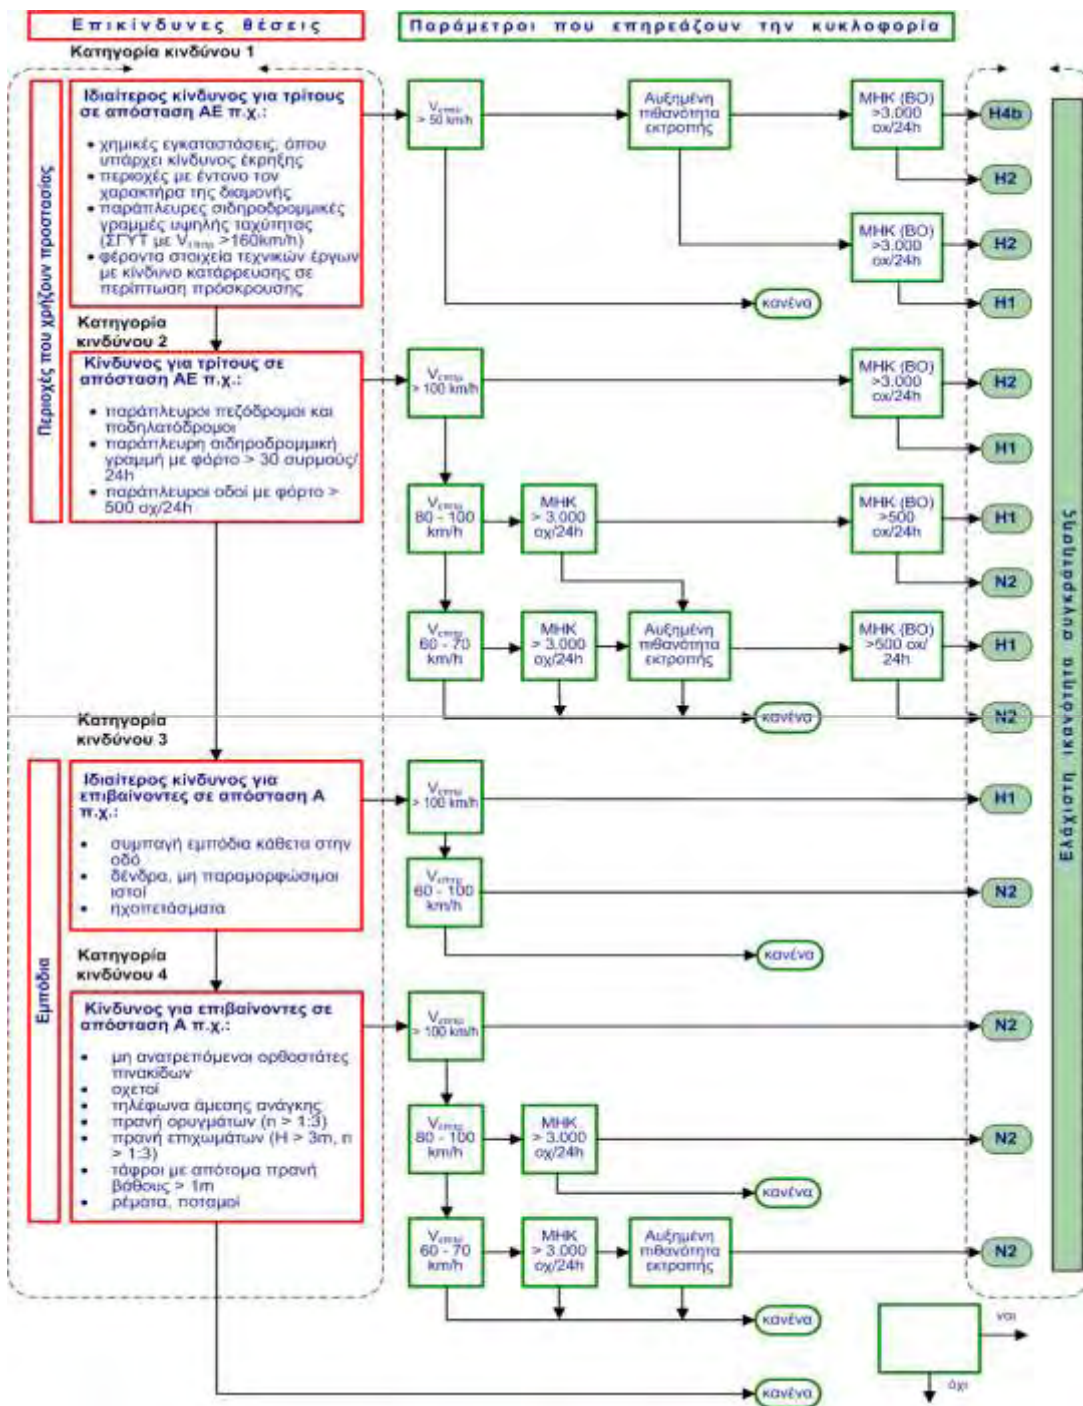 Επικίνδυνες θέσεις
Παράμετροι που επηρεάζουν την κυκλοφορία
Κατηγορία κινδύνου 1
Περιοχές που χρήζουν προστασίας
Ιδιαίτερος κίνδυνος για τρίτους
σε απόσταση ΑΕ π.χ.:
• χημικές εγκαταστάσεις, όπου
υπάρχει κίνδυνος έκρηξης
• περιοχές με έντονο τον
χαρακτήρα της διαμονής
• παράπλευρες σιδηροδρομμικές
γραμμές υψηλής ταχύτητας
(ΣΓΥΤ με Vεπιτρ >160km/h)
• φέροντα στοιχεία τεχνικών έργων
με κίνδυνο κατάρρευσης σε
περίπτωση πρόσκρουσης
Vεπιτρ
> 50 km/h
Αυξημένη
πιθανότητα
εκτροπής
ΜΗΚ (ΒΟ)
>3.000
οχ/24h
H4b
H2
ΜΗΚ (ΒΟ)
>3.000
οχ/24h
H2
H1
κανένα
Κατηγορία
κινδύνου 2
Κίνδυνος για τρίτους σε
απόσταση ΑΕ π.χ.:
• παράπλευροι πεζόδρομοι και
ποδηλατόδρομοι
• παράπλευρη σιδηροδρομμική
γραμμή με φόρτο > 30 συρμούς/
24h
• παράπλευροι οδοί με φόρτο >
500 οχ/24h
Vεπιτρ
> 100 km/h
ΜΗΚ (ΒΟ)
>3.000
οχ/24h
H2
H1
Vεπιτρ
80 - 100
km/h
ΜΗΚ
> 3.000
οχ/24h
ΜΗΚ (ΒΟ)
>500
οχ/24h
H1
N2
Vεπιτρ
60 - 70
km/h
ΜΗΚ
> 3.000
οχ/24h
Αυξημένη
πιθανότητα
εκτροπής
ΜΗΚ (ΒΟ)
>500 οχ/
24h
H1
N2
κανένα
Ελάχιστη ικανότητα συγκράτησης
Κατηγορία
κινδύνου 3
Εμπόδια
Ιδιαίτερος κίνδυνος για
επιβαίνοντες σε απόσταση Α
π.χ.:
• συμπαγή εμπόδια κάθετα στην
οδό
• δένδρα, μη παραμορφώσιμοι
ιστοί
• ηχοπετάσματα
Vεπιτρ
> 100 km/h
H1
Vεπιτρ
60 - 100
km/h
N2
κανένα
Κατηγορία
κινδύνου 4
Κίνδυνος για επιβαίνοντες σε
απόσταση Α π.χ.:
• μη ανατρεπόμενοι ορθοστάτες
πινακίδων
• οχετοί
• τηλέφωνα άμεσης ανάγκης
• πρανή ορυγμάτων (n > 1:3)
• πρανή επιχωμάτων (H > 3m, n
> 1:3)
• τάφροι με απότομα πρανή
βάθους > 1m
• ρέματα, ποταμοί
Vεπιτρ
> 100 km/h
N2
Vεπιτρ
80 - 100
km/h
ΜΗΚ
> 3.000
οχ/24h
N2
κανένα
Vεπιτρ
60 - 70
km/h
ΜΗΚ
> 3.000
οχ/24h
Αυξημένη
πιθανότητα
εκτροπής
N2
κανένα
κανένα
ναι
όχι